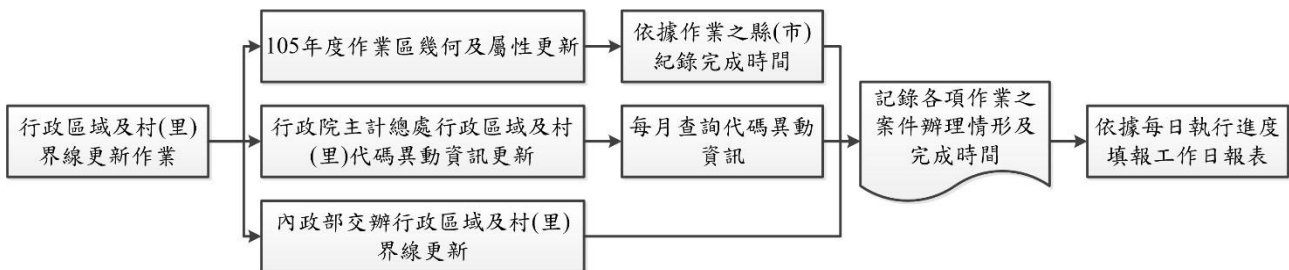 行政區域及村(里)
界線更新作業
105年度作業區幾何及屬性更新
依據作業之縣(市)
紀錄完成時間
行政院主計總處行政區域及村
(里)代碼異動資訊更新
每月查詢代碼異動
資訊
內政部交辦行政區域及村(里)
界線更新
記錄各項作業之
案件辦理情形及
完成時間
依據每日執行進度
填報工作日報表